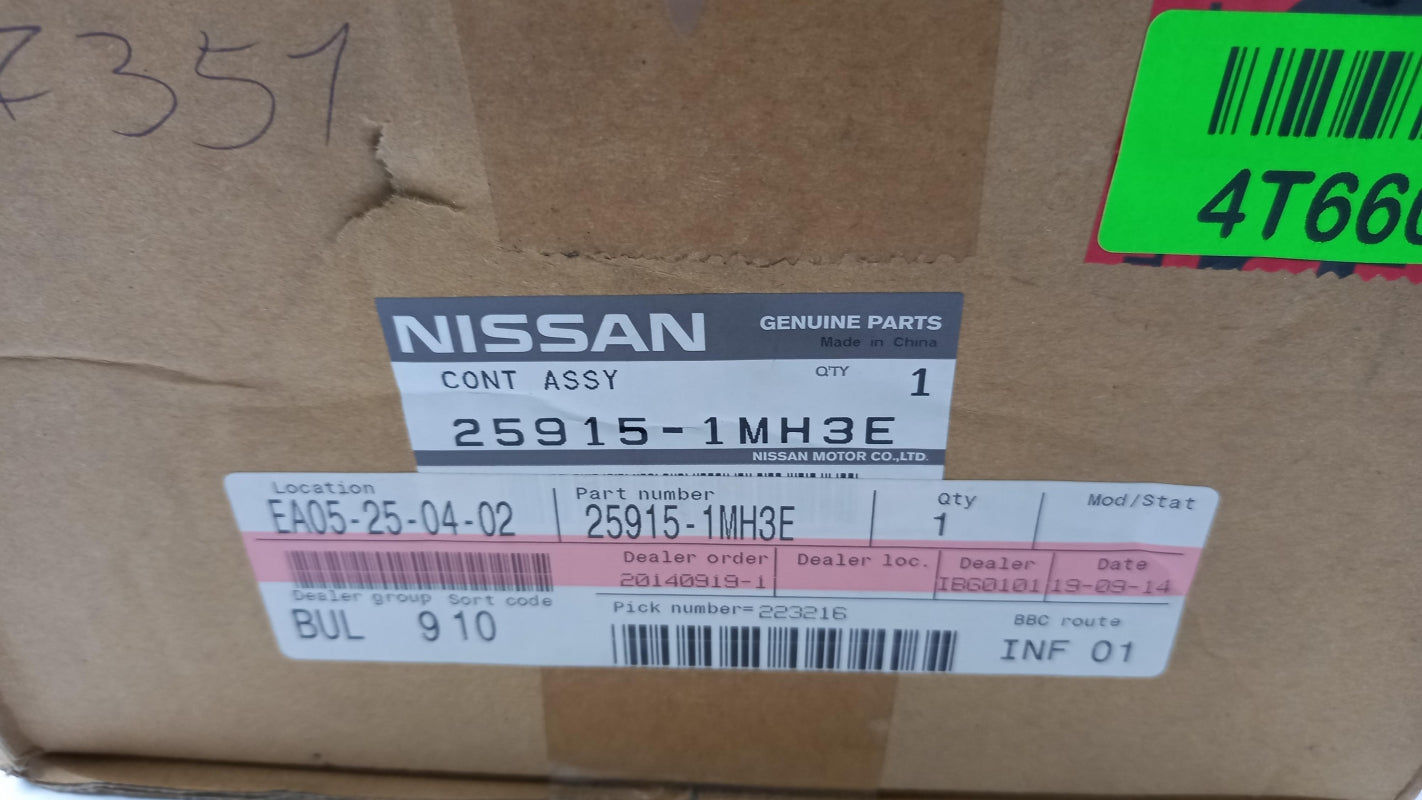 7351
4T66
NISSAN GENUINE PARTS
Made in China
CONT ASSY Q'TY 1
25915-1MH3E
NISSAN MOTOR CO.,LTD.
Location Part number Qty Mod/Stat
EA05-25-04-02 25915-1MH3E 1
Dealer order Dealer loc. Dealer Date
20140919-1 IB60101 19-09-14
Dealer group Sort code Pick number=223216 BBC route
BUL 910 INF 01